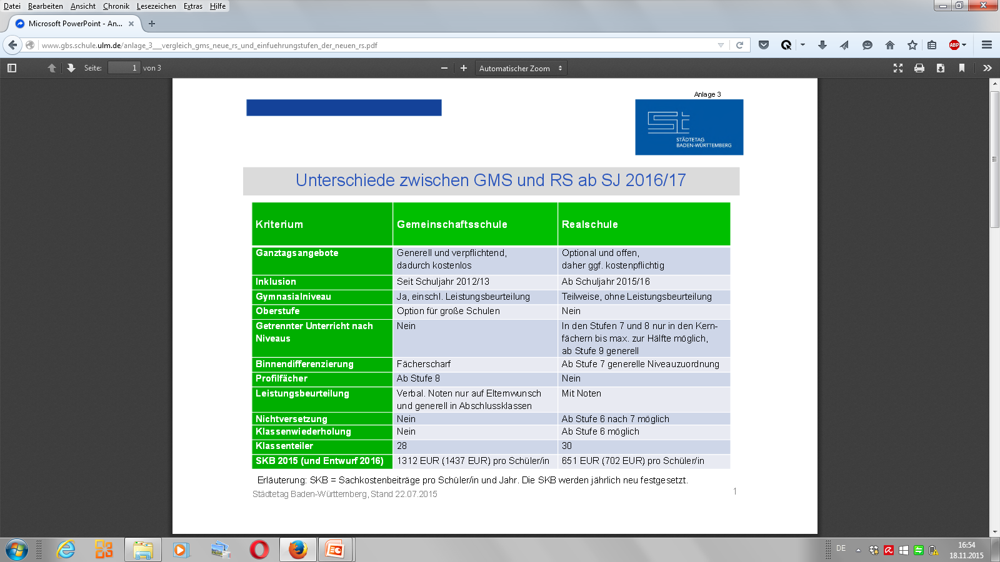 Datei Bearbeiten Ansicht Chronik Lesezeichen Extras Hilfe
Microsoft PowerPoint - An...
www.gbs.schule.ulm.de/anlage_3__vergleich_gms_neue_rs_und_einfuehrungstufen_der_neuen_rs.pdf
ABP
Seite: 1 von 3
Automatischer Zoom
Anlage 3
STÄDTETAG
BADEN-WÜRTTEMBERG
Unterschiede zwischen GMS und RS ab SJ 2016/17
Kriterium Gemeinschaftsschule Realschule
Ganztagsangebote Generell und verpflichtend, Optional und offen,
dadurch kostenlos daher ggf. kostenpflichtig
Inklusion Seit Schuljahr 2012/13 Ab Schuljahr 2015/16
Gymnasialniveau Ja, einschl. Leistungsbeurteilung Teilweise, ohne Leistungsbeurteilung
Oberstufe Option für große Schulen Nein
Getrennter Unterricht nach Nein In den Stufen 7 und 8 nur in den Kern-
Niveaus fächern bis max. zur Hälfte möglich,
ab Stufe 9 generell
Binnendifferenzierung Fächerscharf Ab Stufe 7 generelle Niveauzuordnung
Profilfächer Ab Stufe 8 Nein
Leistungsbeurteilung Verbal. Noten nur auf Elternwunsch Mit Noten
und generell in Abschlussklassen
Nichtversetzung Nein Ab Stufe 6 nach 7 möglich
Klassenwiederholung Nein Ab Stufe 6 möglich
Klassenteiler 28 30
SKB 2015 (und Entwurf 2016) 1312 EUR (1437 EUR) pro Schüler/in 651 EUR (702 EUR) pro Schüler/in
Erläuterung: SKB = Sachkostenbeiträge pro Schüler/in und Jahr. Die SKB werden jährlich neu festgesetzt.
Städtetag Baden-Württemberg, Stand 22.07.2015 1
DE
16:54
18.11.2015